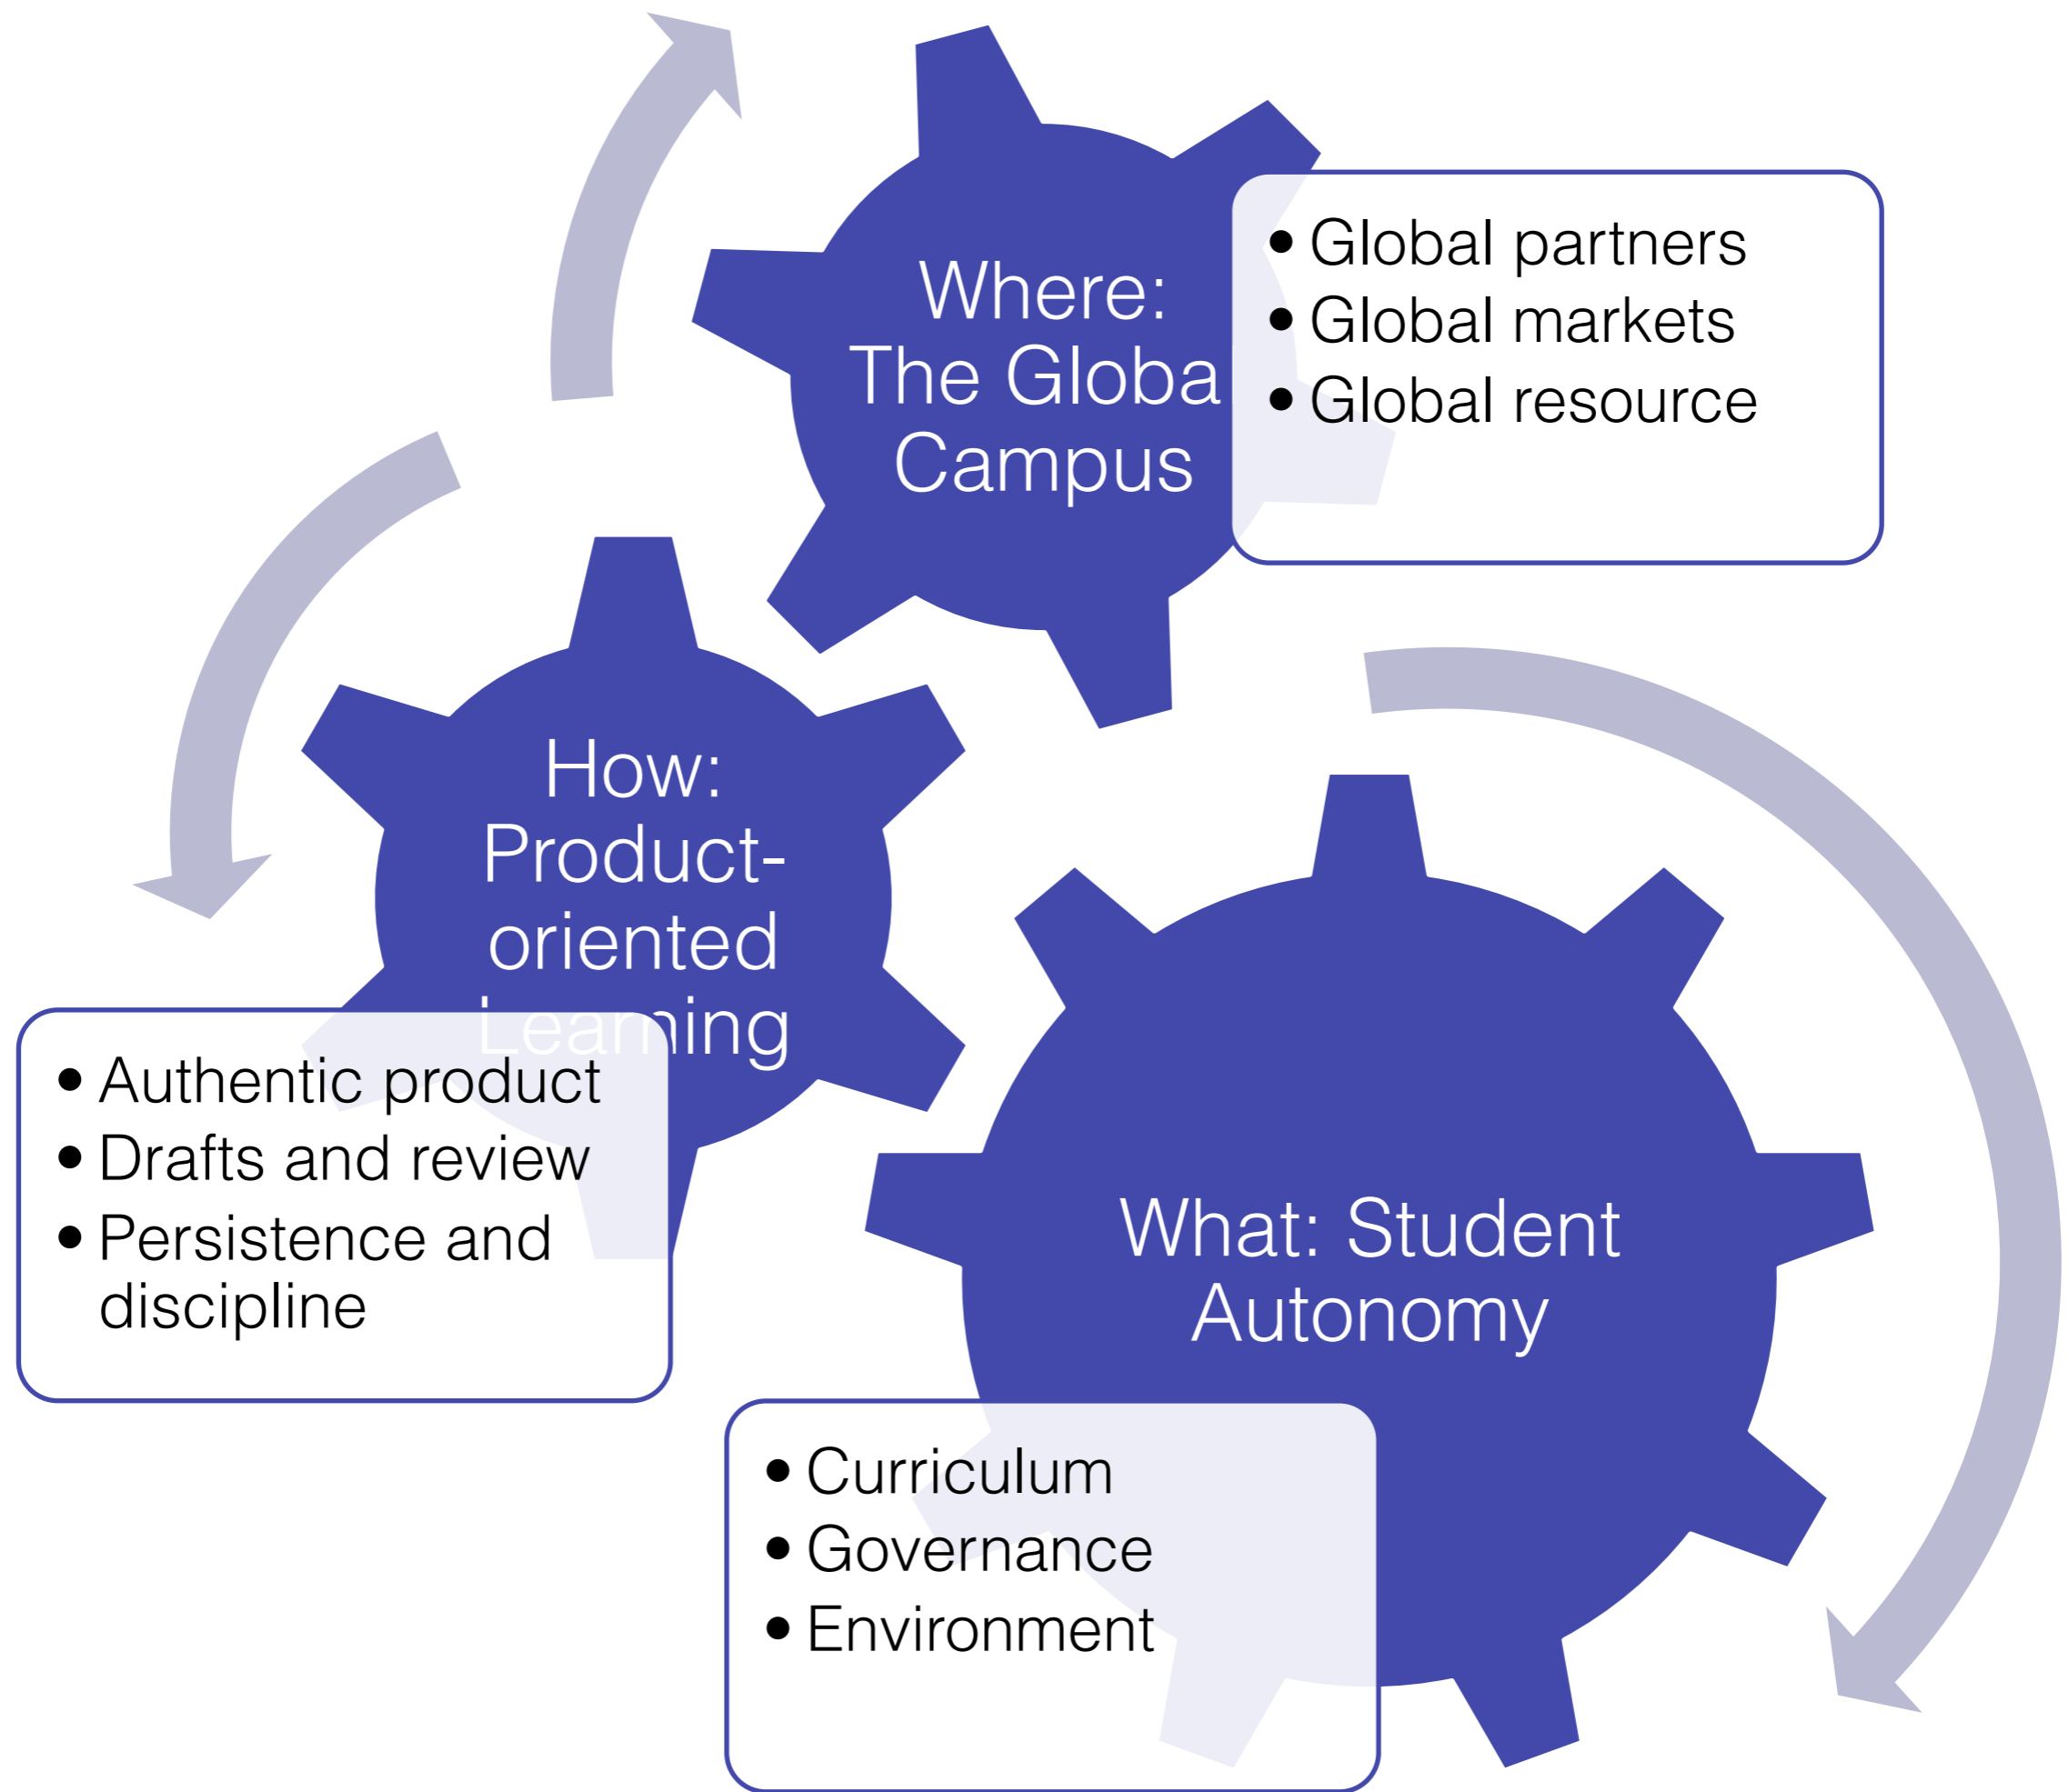 Where:
The Globa
Campus
• Global partners
• Global markets
• Global resource
How:
Product-
oriented
Learning
• Authentic product
• Drafts and review
• Persistence and
discipline
What: Student
Autonomy
• Curriculum
• Governance
• Environment